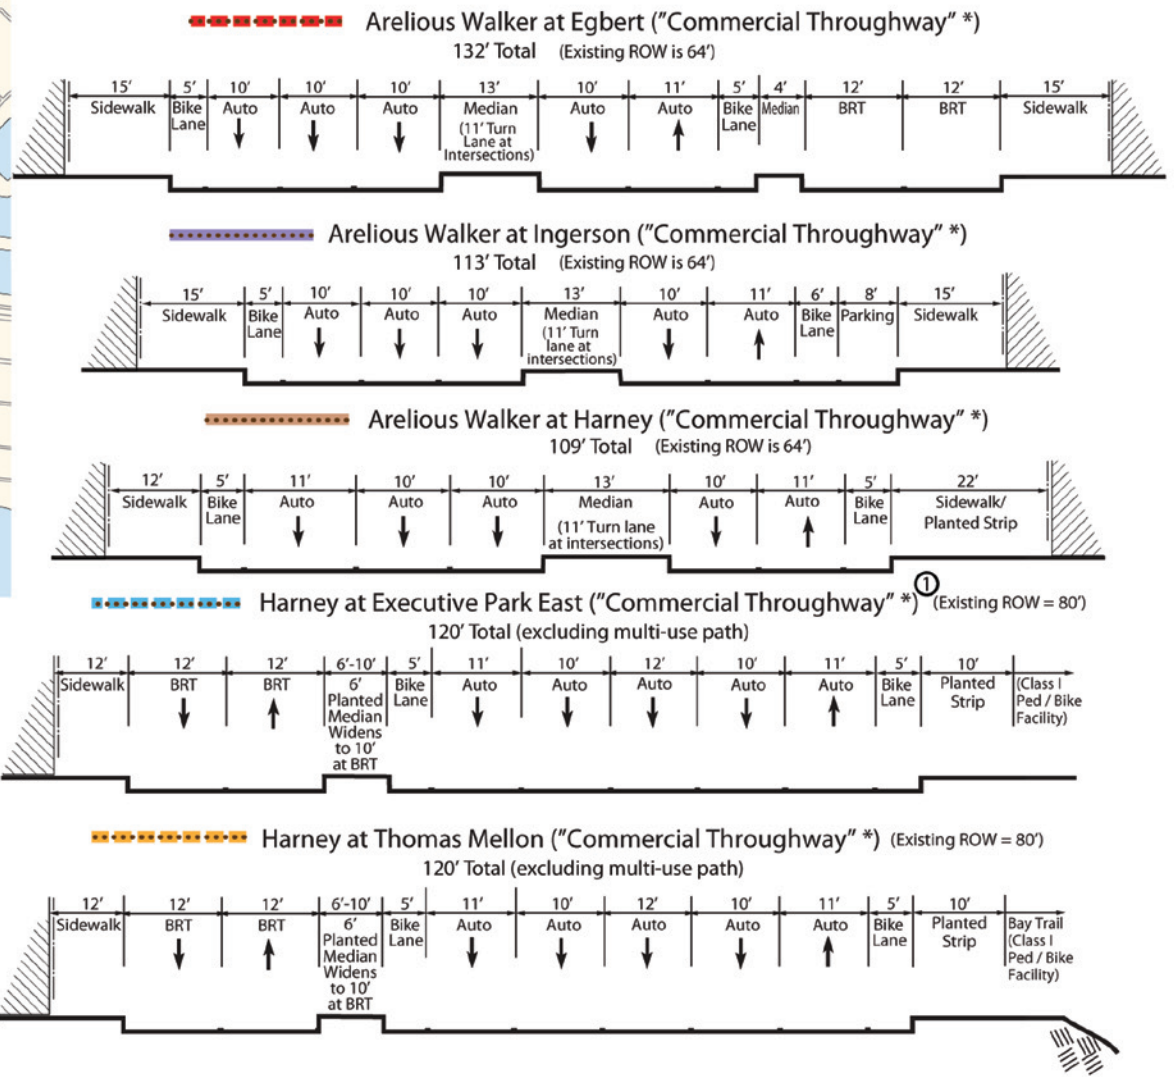 Arelious Walker at Egbert ("Commercial Throughway" *)
132' Total (Existing ROW is 64')
15' 5' 10' 10' 10' 13' 10' 11' 5' 4' 12' 12' 15'
Sidewalk Bike Auto Auto Auto Median Auto Auto Bike Median BRT BRT Sidewalk
Lane (11' Turn Lane
Lane at
Intersections)
Arelious Walker at Ingerson ("Commercial Throughway" *)
113' Total (Existing ROW is 64')
15' 5' 10' 10' 10' 13' 10' 11' 6' 8' 15'
Sidewalk Bike Auto Auto Auto Median Auto Auto Bike Parking Sidewalk
Lane (11' Turn Lane
lane at
intersections)
Arelious Walker at Harney ("Commercial Throughway" *)
109' Total (Existing ROW is 64')
12' 5' 11' 10' 10' 13' 10' 11' 5' 22'
Sidewalk Bike Auto Auto Auto Median Auto Auto Bike Sidewalk/
Lane (11' Turn lane Lane Planted Strip
at intersections)
Harney at Executive Park East ("Commercial Throughway" *) 1 (Existing ROW = 80')
120' Total (excluding multi-use path)
12' 12' 12' 6'-10' 5' 11' 10' 12' 10' 11' 5' 10'
Sidewalk BRT BRT 6' Bike Auto Auto Auto Auto Auto Bike Planted (Class I
Planted Lane Lane Strip Ped / Bike
Median Facility)
Widens
to 10'
at BRT
Harney at Thomas Mellon ("Commercial Throughway" *) (Existing ROW = 80')
120' Total (excluding multi-use path)
12' 12' 12' 6'-10' 5' 11' 10' 12' 10' 11' 5' 10'
Sidewalk BRT BRT 6' Bike Auto Auto Auto Auto Auto Bike Planted Bay Trail
Planted Lane Lane Strip (Class I
Median Ped / Bike
Widens Facility)
to 10'
at BRT